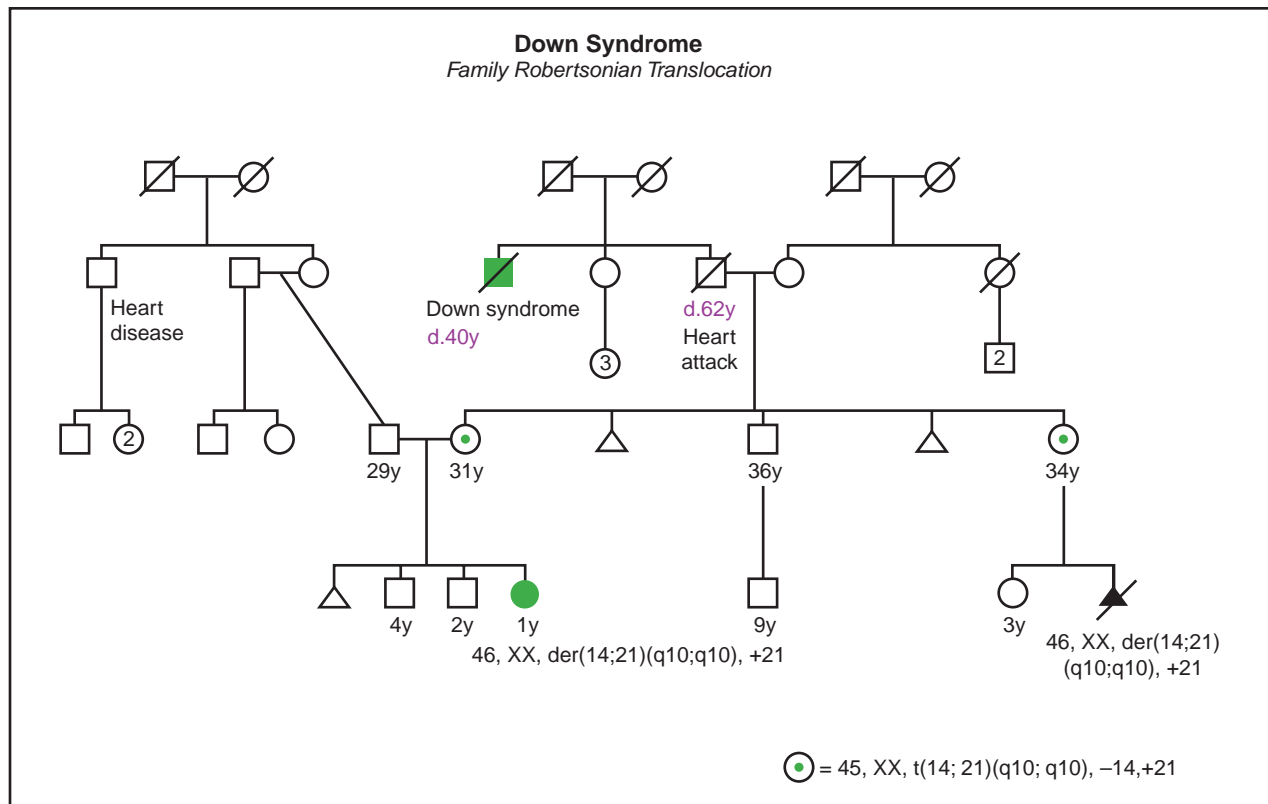 Down Syndrome
Family Robertsonian Translocation
Heart
disease
Down syndrome
d.40y
3
d.62y
Heart
attack
2
2
29y
31y
36y
34y
4y
2y
1y
46, XX, der(14;21)(q10;q10), +21
9y
3y
46, XX, der(14;21)
(q10;q10), +21
= 45, XX, t(14; 21)(q10; q10), –14,+21